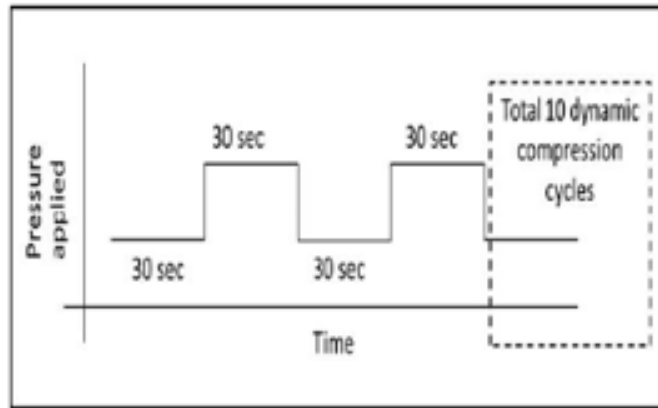 30 sec
30 sec
Total 10 dynamic
compression
cycles
Pressure
applied
30 sec
30 sec
Time